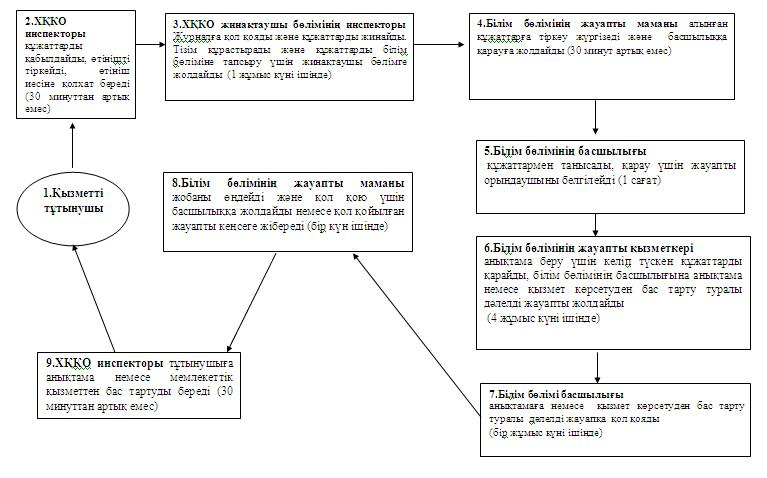 2.ХҚКО
инспекторы
құжаттарды
қабылдайды, өтінішті
тіркейді, өтініш
иесіне қолхат береді
(30 минуттан артық
емес)
3.ХҚКО жинақтаушы бөлімінің инспекторы
Журналға қол қояды және құжаттарды жинайды.
Тізім құрастырады және құжаттарды білім
бөліміне тапсыру үшін жинақтаушы бөлімге
жолдайды (1 жұмыс күні ішінде)
4.Білім бөлімінің жауапты маманы алынған
құжаттарға тіркеу жүргізеді және басшылыққа
қарауға жолдайды (30 минут артық емес)
5.Бідім бөлімінің басшылығы
құжаттармен танысады, қарау үшін жауапты
орындаушыны белгілейді (1 сағат)
6.Бідім бөлімінің жауапты қызметкері
анықтама беру үшін келіп түскен құжаттарды
қарайды, білім бөлімінің басшылығына анықтама
немесе қызмет көрсетуден бас тарту туралы
дәлелді жауапты жолдайды
(4 жұмыс күні ішінде)
7.Бідім бөлімі басшылығы
анықтамаға немесе қызмет көрсетуден бас тарту
туралы дәлелді жауапқа қол қояды
(бір жұмыс күні ішінде)
8.Білім бөлімінің жауапты маманы
жобаны өңдейді және қол қою үшін
басшылыққа жолдайды немесе қол қойылған
жауапты кеңсеге жібереді (бір күн ішінде)
9.ХҚКО инспекторы тұтынушыға
анықтама немесе мемлекеттік
қызметтен бас тартуды береді (30
минуттан артық емес)
1.Қызметті
тұтынушы